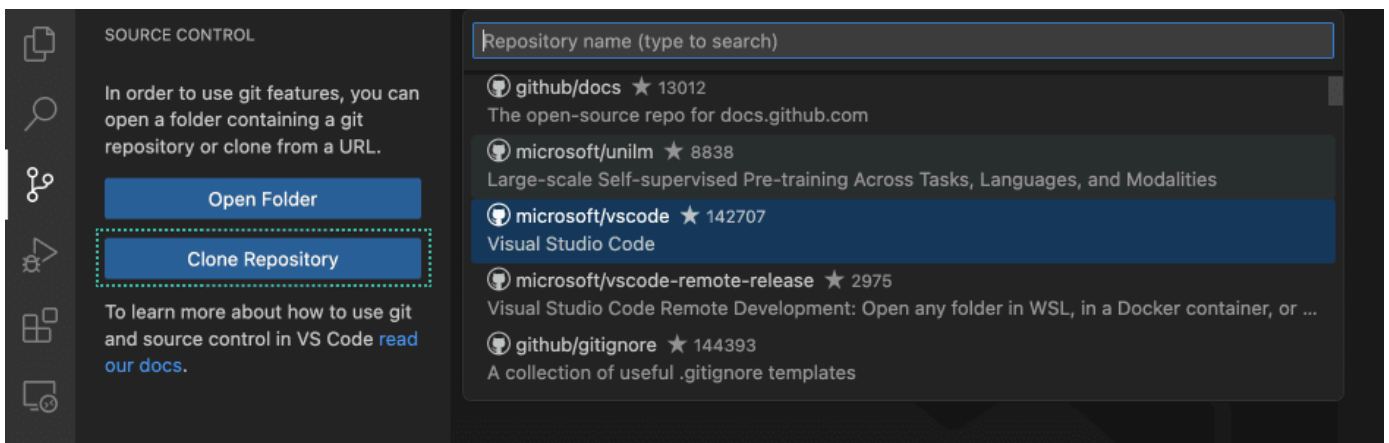 SOURCE CONTROL
In order to use git features, you can
open a folder containing a git
repository or clone from a URL.
Open Folder
Clone Repository
To learn more about how to use git
and source control in VS Code read
our docs.
Repository name (type to search)
github/docs ★ 13012
The open-source repo for docs.github.com
microsoft/unilm ★ 8838
Large-scale Self-supervised Pre-training Across Tasks, Languages, and Modalities
microsoft/vscode ★ 142707
Visual Studio Code
microsoft/vscode-remote-release ★ 2975
Visual Studio Code Remote Development: Open any folder in WSL, in a Docker container, or ...
github/gitignore ★ 144393
A collection of useful .gitignore templates